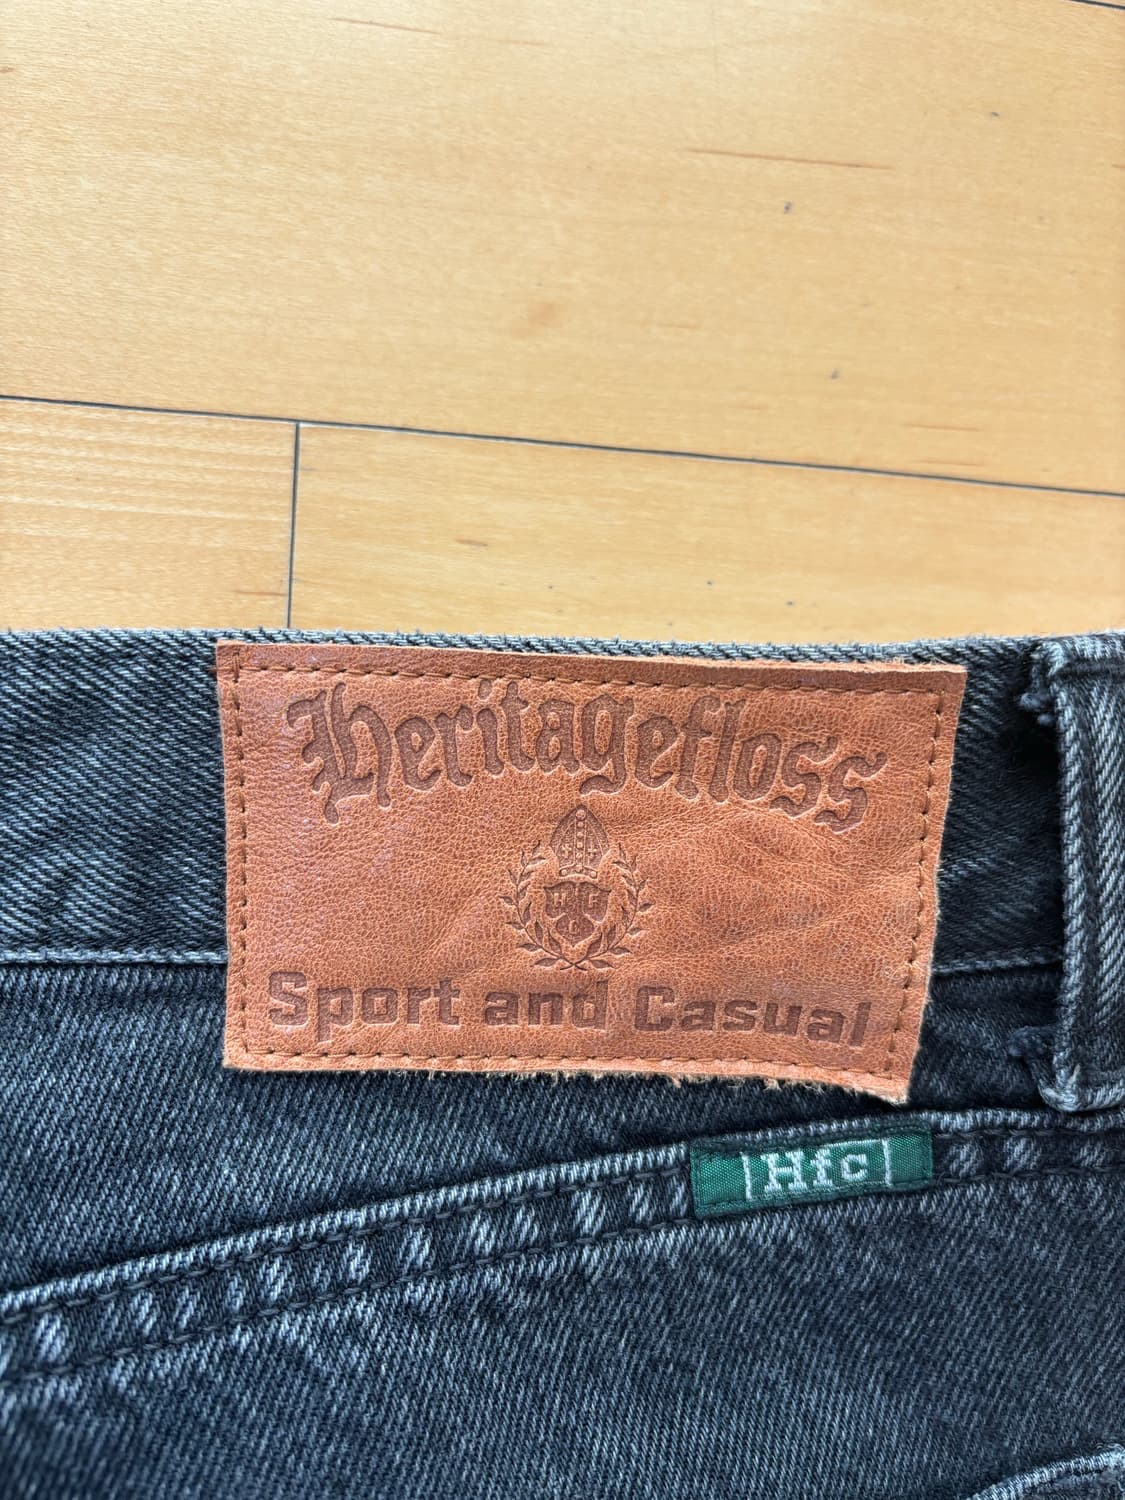 Heritagefloss
H F
C
Sport and Casual
|Hfc|